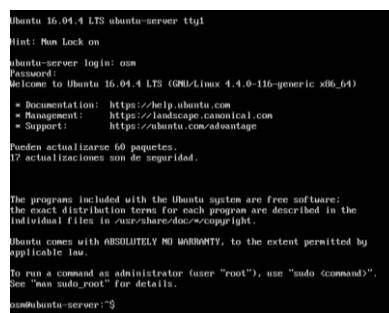 Ubuntu 16.04.4 LTS ubuntu-server tty1
Hint: Num Lock on
ubuntu-server login: osm
Password:
Welcome to Ubuntu 16.04.4 LTS (GNU/Linux 4.4.0-116-generic x86_64)
* Documentation:  https://help.ubuntu.com
* Management:     https://landscape.canonical.com
* Support:        https://ubuntu.com/advantage
Pueden actualizarse 60 paquetes.
17 actualizaciones son de seguridad.
The programs included with the Ubuntu system are free software;
the exact distribution terms for each program are described in the
individual files in /usr/share/doc/*/copyright.
Ubuntu comes with ABSOLUTELY NO WARRANTY, to the extent permitted by
applicable law.
To run a command as administrator (user "root"), use "sudo <command>".
See "man sudo_root" for details.
osm@ubuntu-server:~$